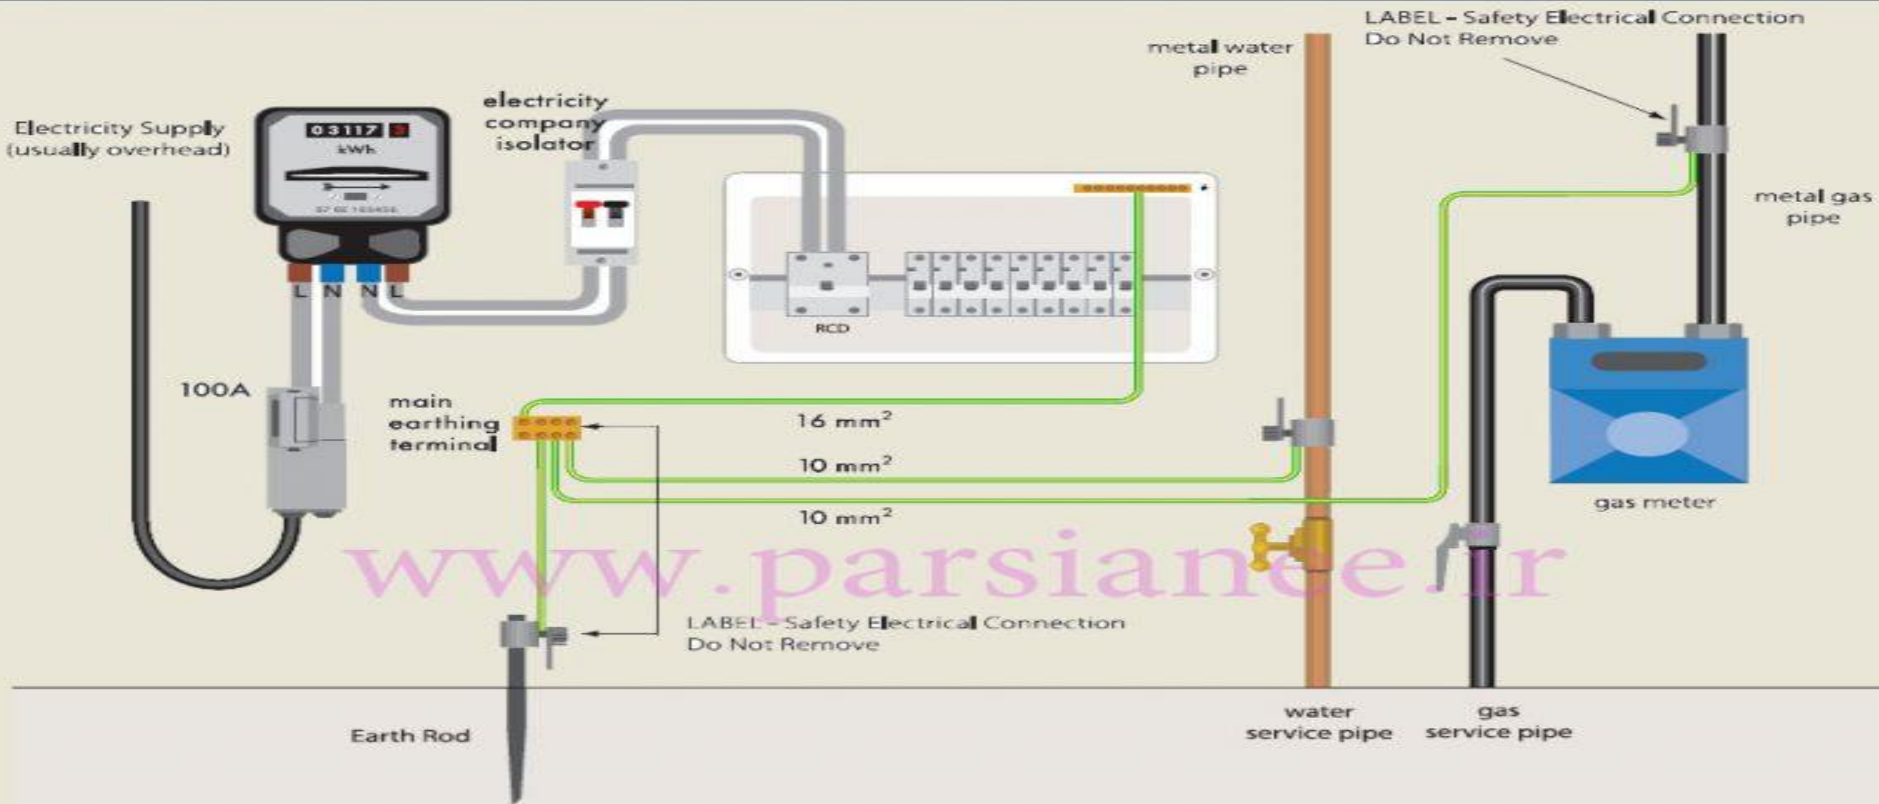 LABEL - Safety Electrical Connection
Do Not Remove
metal water
pipe
electricity
company
isolator
Electricity Supply
(usually overhead)
03117 3
kWh
metal gas
pipe
L N N L
RCD
100A
main
earthing
terminal
16 mm²
10 mm²
10 mm²
gas meter
www.parsiance.ir
LABEL - Safety Electrical Connection
Do Not Remove
Earth Rod
water
service pipe
gas
service pipe